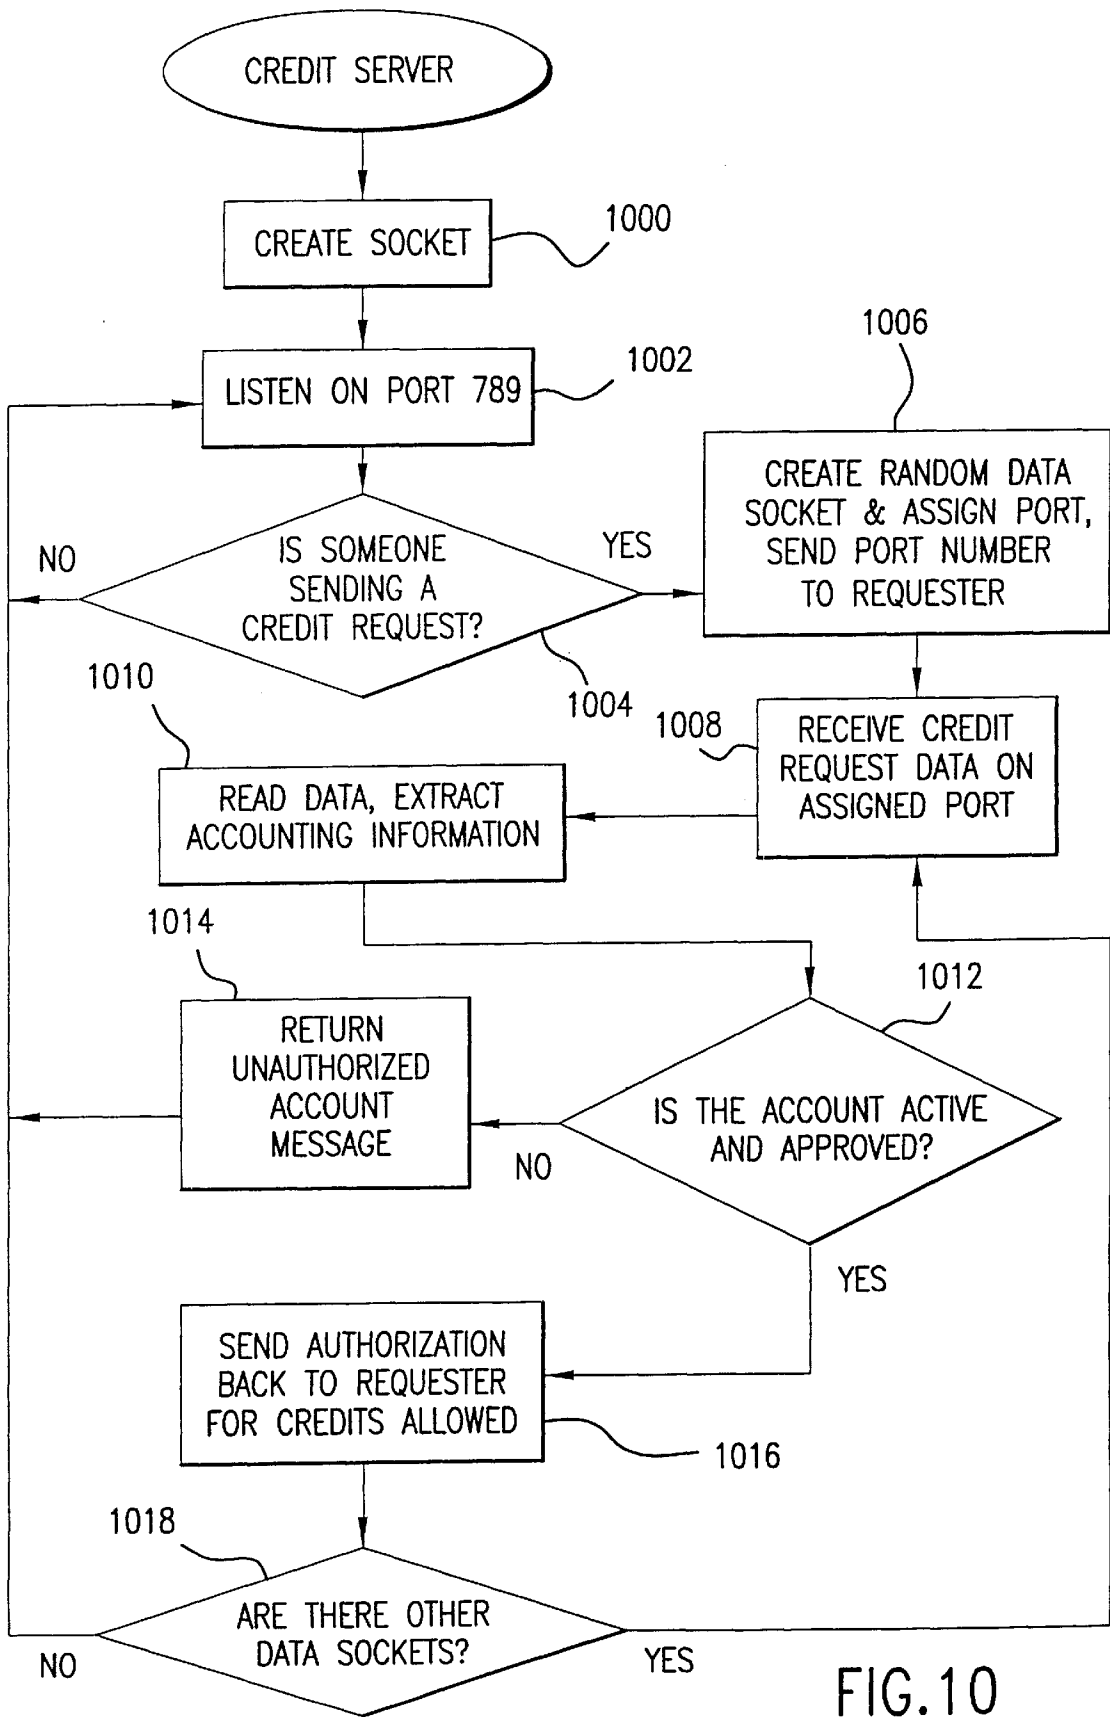 CREDIT SERVER
CREATE SOCKET
1000
LISTEN ON PORT 789
1002
IS SOMEONE
SENDING A
CREDIT REQUEST?
NO
YES
1004
1006
CREATE RANDOM DATA
SOCKET & ASSIGN PORT,
SEND PORT NUMBER
TO REQUESTER
1008
RECEIVE CREDIT
REQUEST DATA ON
ASSIGNED PORT
1010
READ DATA, EXTRACT
ACCOUNTING INFORMATION
1012
IS THE ACCOUNT ACTIVE
AND APPROVED?
NO
YES
1014
RETURN
UNAUTHORIZED
ACCOUNT
MESSAGE
SEND AUTHORIZATION
BACK TO REQUESTER
FOR CREDITS ALLOWED
1016
1018
ARE THERE OTHER
DATA SOCKETS?
NO
YES
FIG.10